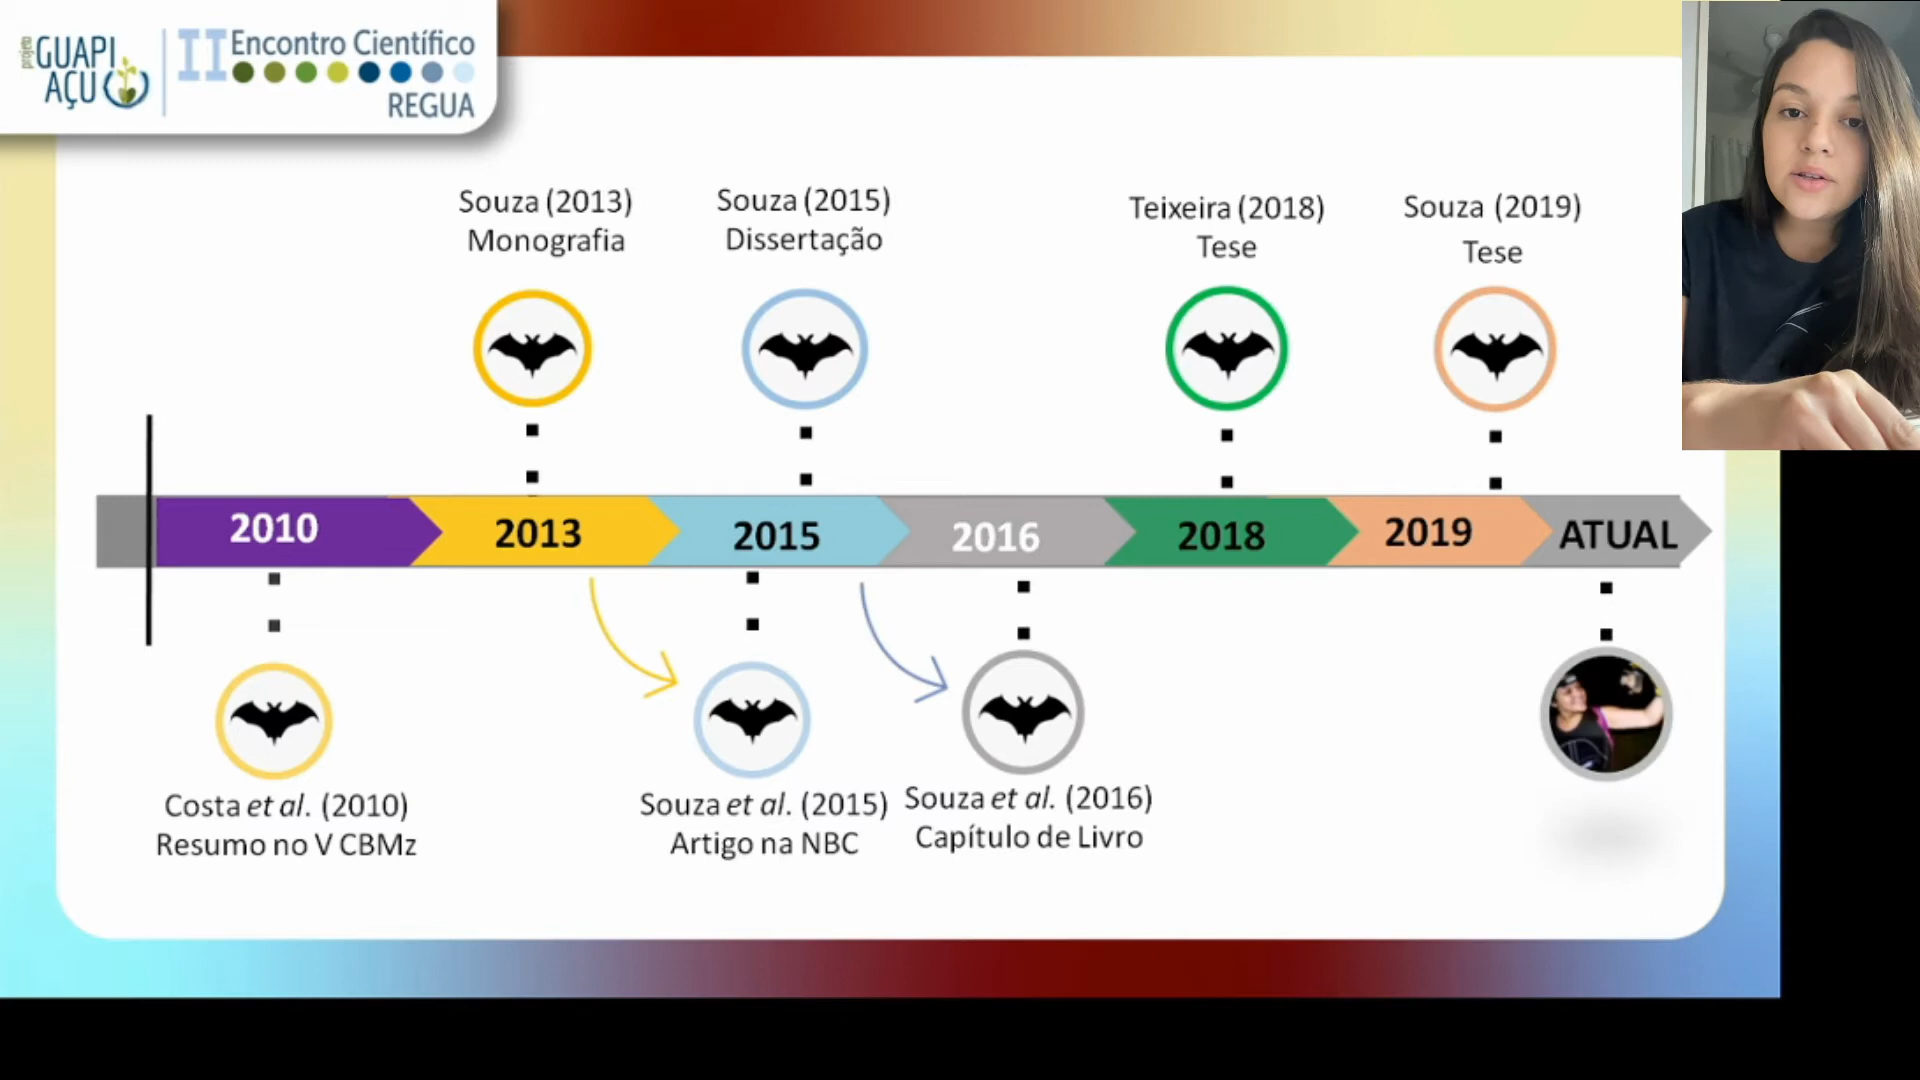 projeto
GUAPI
AÇU
II Encontro Científico
REGUA
Souza (2013)
Monografia
Souza (2015)
Dissertação
Teixeira (2018)
Tese
Souza (2019)
Tese
2010
2013
2015
2016
2018
2019
ATUAL
Costa et al. (2010)
Resumo no V CBMz
Souza et al. (2015)
Artigo na NBC
Souza et al. (2016)
Capítulo de Livro